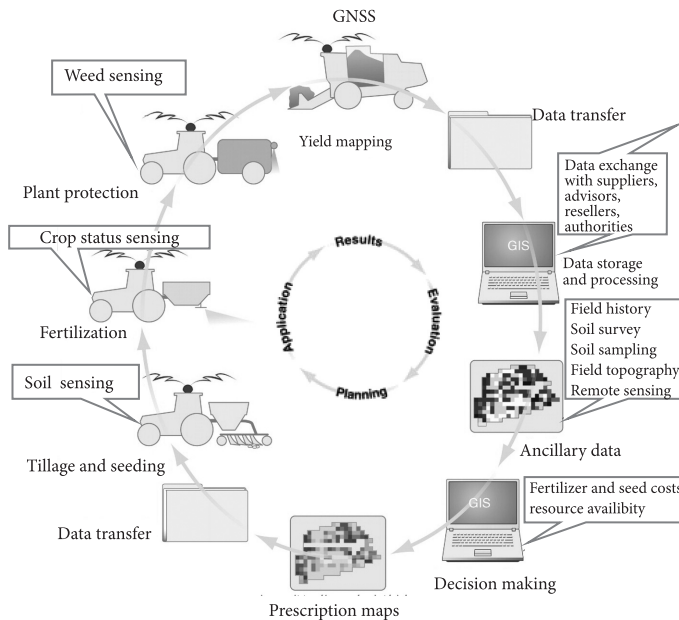 GNSS
Weed sensing
Yield mapping
Data transfer
Plant protection
Data exchange
with suppliers,
advisors,
resellers,
authorities
Crop status sensing
GIS
Data storage
and processing
Results
Evaluation
Planning
Application
Fertilization
Field history
Soil survey
Soil sampling
Field topography
Remote sensing
Soil sensing
Ancillary data
Tillage and seeding
Fertilizer and seed costs
resource availibity
GIS
Data transfer
Decision making
Prescription maps